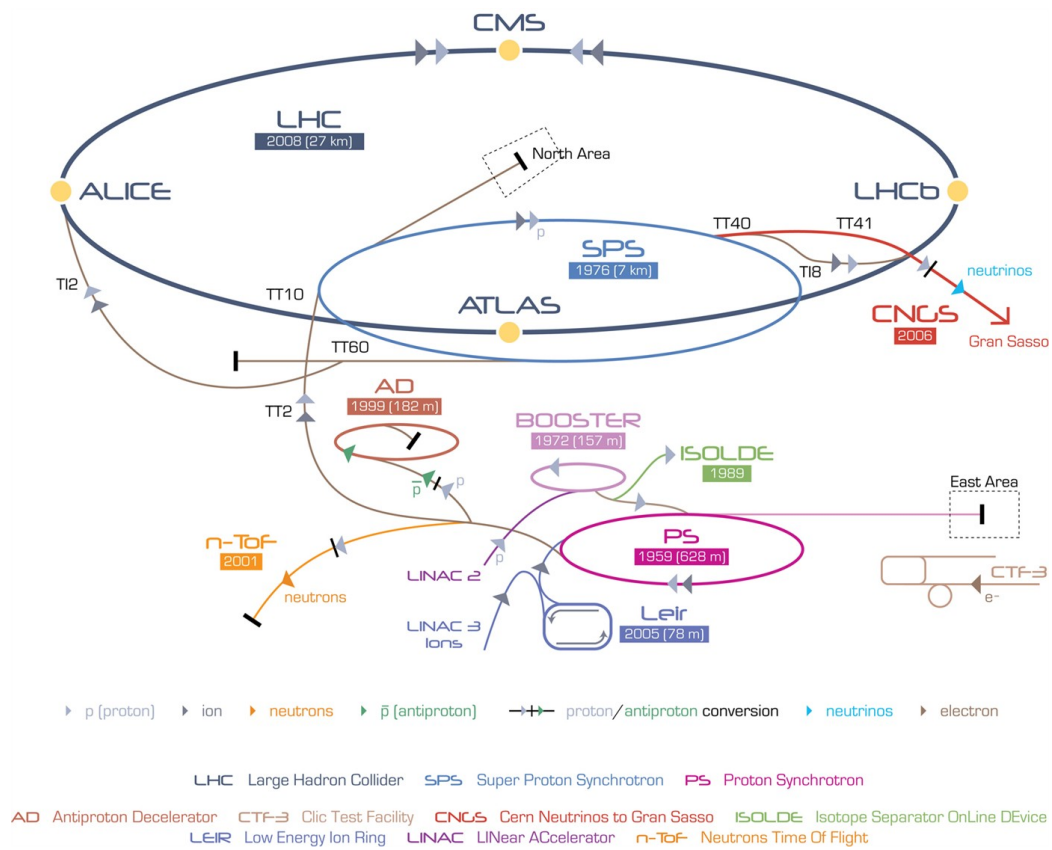 CMS
LHC
2008 (27 km)
North Area
ALICE
LHCb
TT40
TT41
p
SPS
1976 (7 km)
TI8
neutrinos
TI2
TT10
ATLAS
CNGS
2006
Gran Sasso
TT60
AD
1999 (182 m)
TT2
BOOSTER
1972 (157 m)
ISOLDE
1989
p̅
p
East Area
n-ToF
2001
PS
1959 (628 m)
p
LINAC 2
neutrons
CTF-3
e-
LINAC 3
Ions
Leir
2005 (78 m)
p (proton)
ion
neutrons
p̅ (antiproton)
proton/antiproton conversion
neutrinos
electron
LHC Large Hadron Collider SPS Super Proton Synchrotron PS Proton Synchrotron
AD Antiproton Decelerator CTF-3 Clic Test Facility CNGS Cern Neutrinos to Gran Sasso ISOLDE Isotope Separator OnLine DEvice
LEIR Low Energy Ion Ring LINAC LINear ACcelerator n-ToF Neutrons Time Of Flight